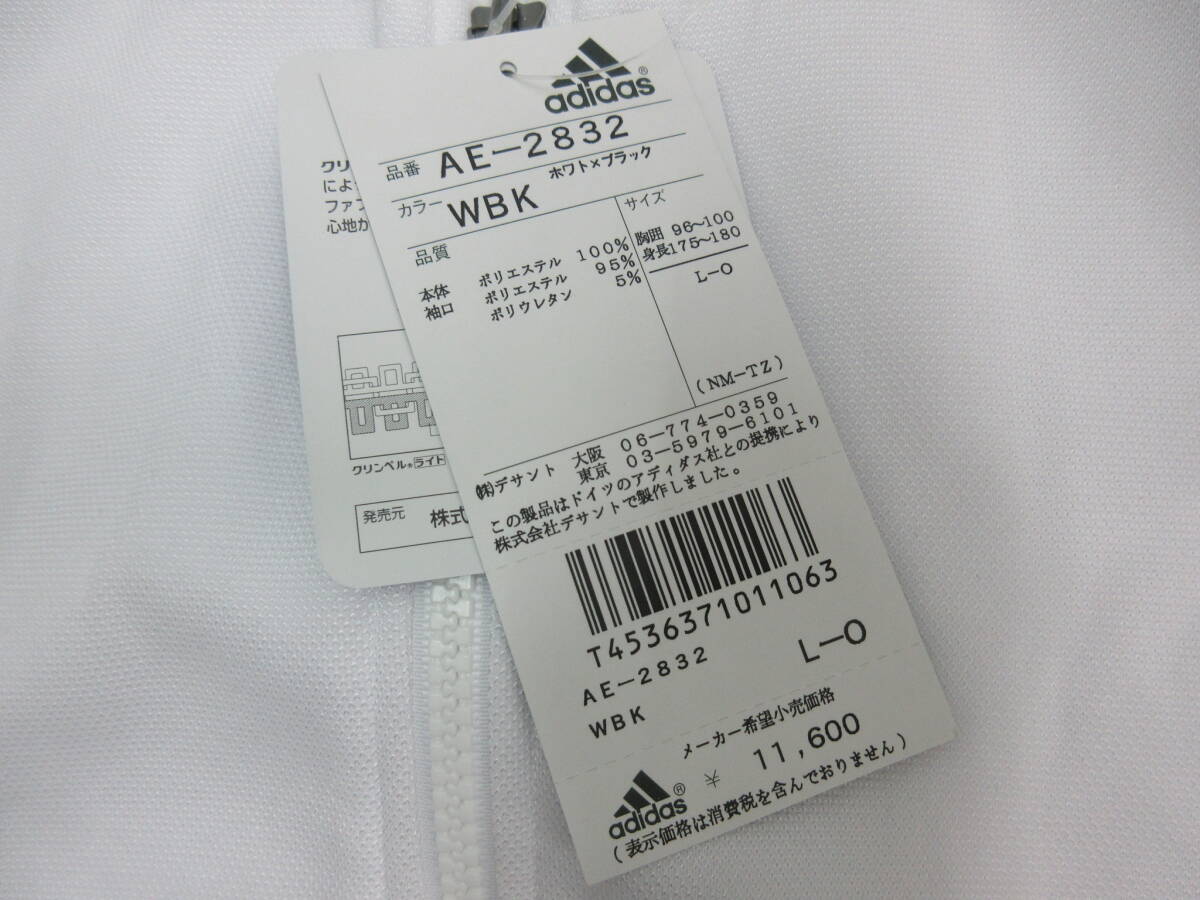 adidas®
品番 AE－2832
カラー WBK ホワト×ブラック
品質
本体 ポリエステル 100%
袖口 ポリエステル 95%
ポリウレタン 5%
サイズ
胸囲 96〜100
身長175〜180
L－O
(NM－TZ)
㈱デサント 大阪 06－774－0359
東京 03－5979－6101
この製品はドイツのアディダス社との提携により
株式会社デサントで製作しました。
T4536371011063
AE－2832 L－O
WBK
メーカー希望小売価格
¥ 11,600
adidas®
(表示価格は消費税を含んでおりません)
クリ
によ
ファ
心地か
クリンペル®ライト
発売元 株式